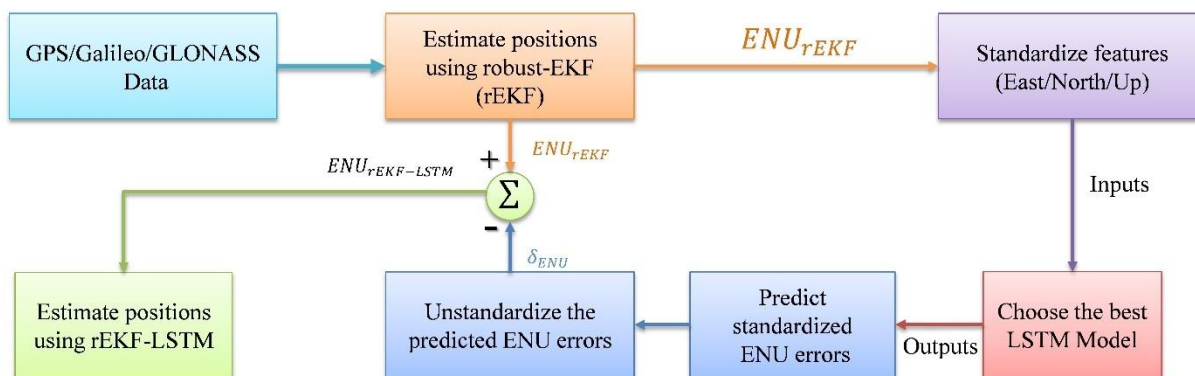 GPS/Galileo/GLONASS
Data
Estimate positions
using robust-EKF
(rEKF)
ENU_rEKF
Standardize features
(East/North/Up)
+
ENU_rEKF
ENU_rEKF−LSTM
Σ
-
Inputs
δ_ENU
Estimate positions
using rEKF-LSTM
Unstandardize the
predicted ENU errors
Predict
standardized
ENU errors
Outputs
Choose the best
LSTM Model